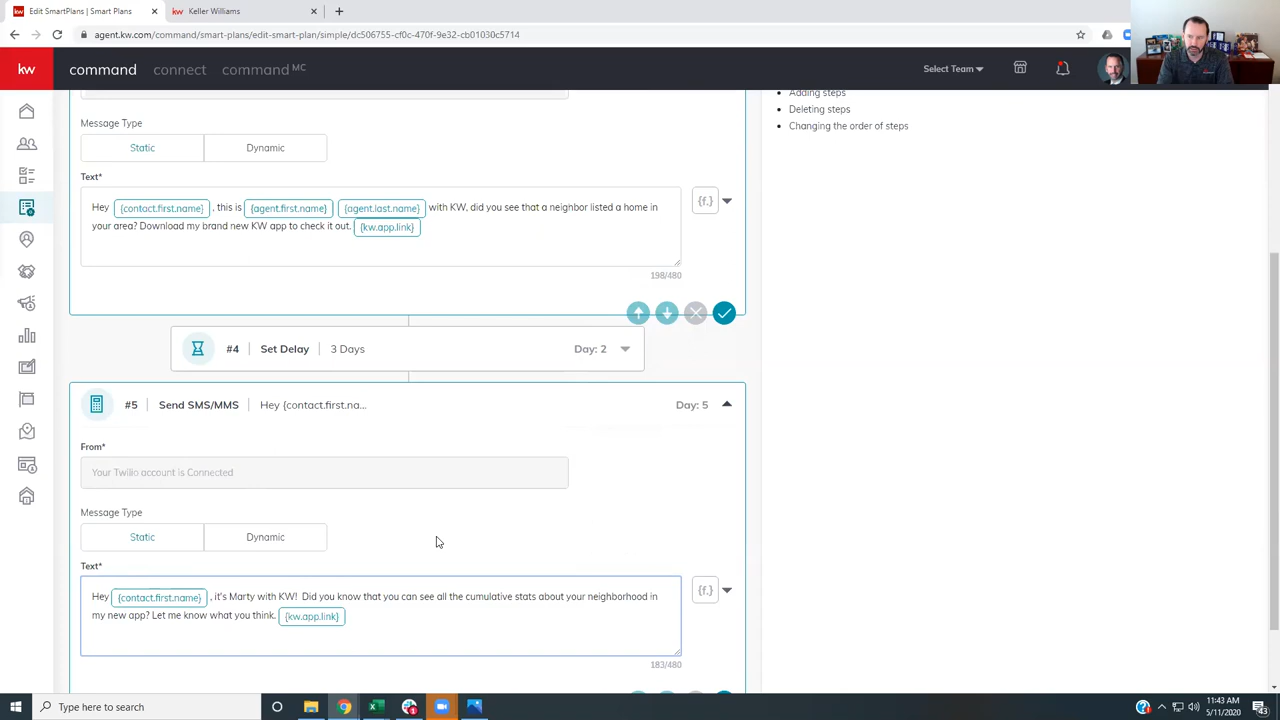 kw Edit SmartPlans | Smart Plans
kw Keller Williams
agent.kw.com/command/smart-plans/edit-smart-plan/simple/dc506755-cf0c-470f-9e32-cb01030c5714
kw command connect command MC Select Team
Adding steps
Deleting steps
Changing the order of steps
Message Type
Static Dynamic
Text*
Hey {contact.first.name} , this is {agent.first.name} {agent.last.name} with KW, did you see that a neighbor listed a home in
your area? Download my brand new KW app to check it out. {kw.app.link}
{f.}
198/480
#4 Set Delay 3 Days Day: 2
#5 Send SMS/MMS Hey {contact.first.na... Day: 5
From*
Your Twilio account is Connected
Message Type
Static Dynamic
Text*
Hey {contact.first.name} , it's Marty with KW! Did you know that you can see all the cumulative stats about your neighborhood in
my new app? Let me know what you think. {kw.app.link}
{f.}
183/480
Type here to search
11:43 AM
5/11/2020
43